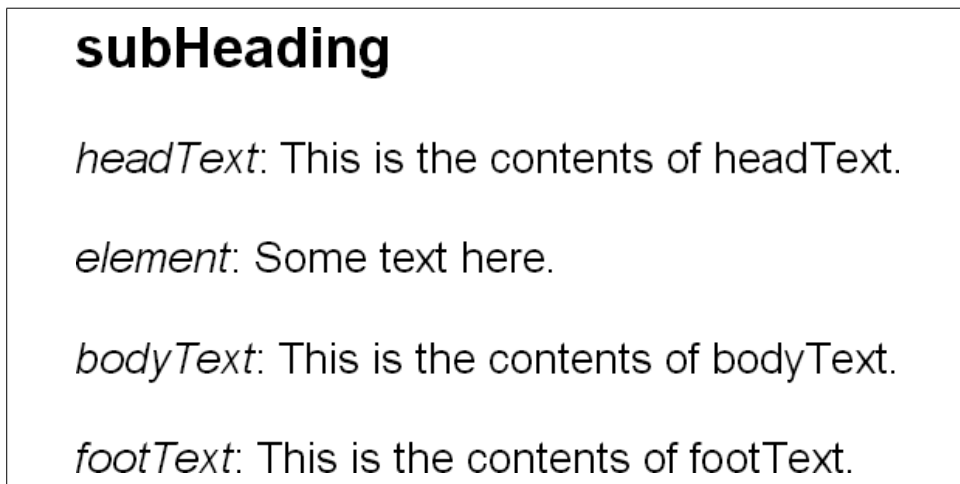 subHeading
headText: This is the contents of headText.
element: Some text here.
bodyText: This is the contents of bodyText.
footText: This is the contents of footText.